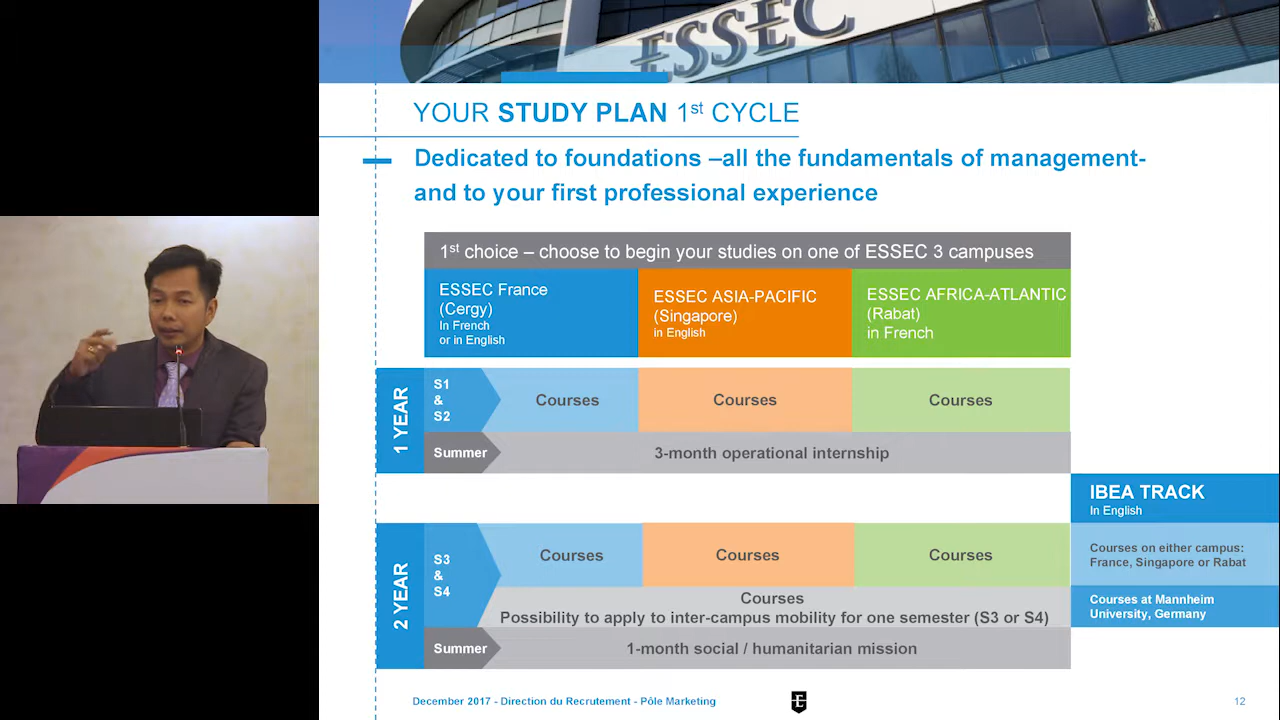 ESSEC
YOUR STUDY PLAN 1st CYCLE
Dedicated to foundations –all the fundamentals of management-
and to your first professional experience
1st choice – choose to begin your studies on one of ESSEC 3 campuses
ESSEC France
(Cergy)
In French
or in English
ESSEC ASIA-PACIFIC
(Singapore)
in English
ESSEC AFRICA-ATLANTIC
(Rabat)
in French
1 YEAR
S1
&
S2
Courses
Courses
Courses
Summer
3-month operational internship
IBEA TRACK
In English
2 YEAR
S3
&
S4
Courses
Courses
Courses
Courses on either campus:
France, Singapore or Rabat
Courses
Possibility to apply to inter-campus mobility for one semester (S3 or S4)
Courses at Mannheim
University, Germany
Summer
1-month social / humanitarian mission
December 2017 - Direction du Recrutement - Pôle Marketing
E
12